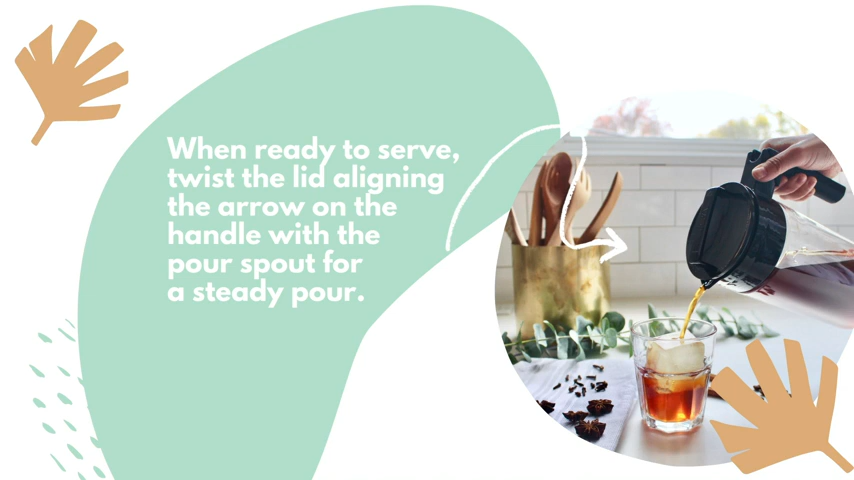 When ready to serve,
twist the lid aligning
the arrow on the
handle with the
pour spout for
a steady pour.